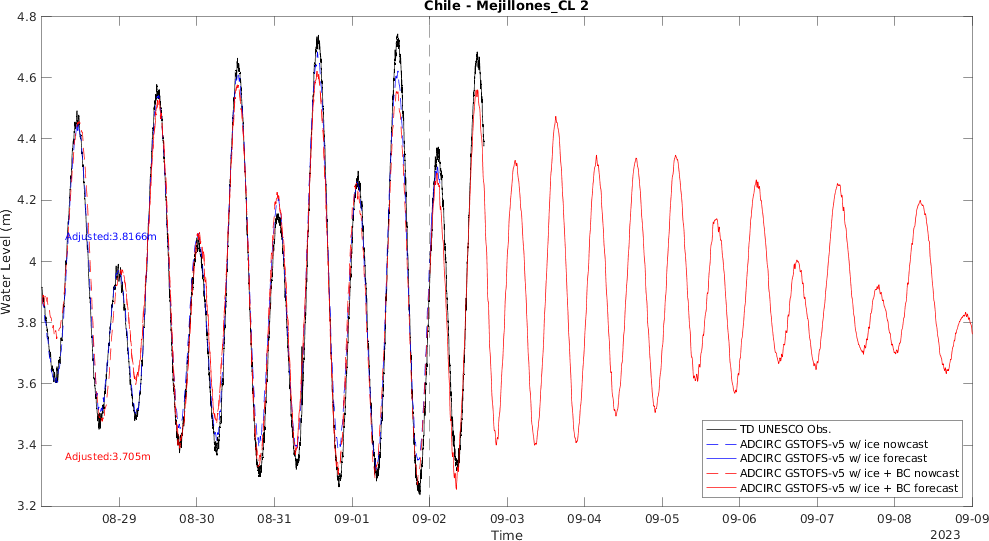 Chile - Mejillones_CL 2
4.8
4.6
4.4
4.2
4
3.8
3.6
3.4
3.2
Water Level (m)
Adjusted:3.8166m
Adjusted:3.705m
TD UNESCO Obs.
ADCIRC GSTOFS-v5 w/ ice nowcast
ADCIRC GSTOFS-v5 w/ ice forecast
ADCIRC GSTOFS-v5 w/ ice + BC nowcast
ADCIRC GSTOFS-v5 w/ ice + BC forecast
08-29 08-30 08-31 09-01 09-02 09-03 09-04 09-05 09-06 09-07 09-08 09-09
Time
2023